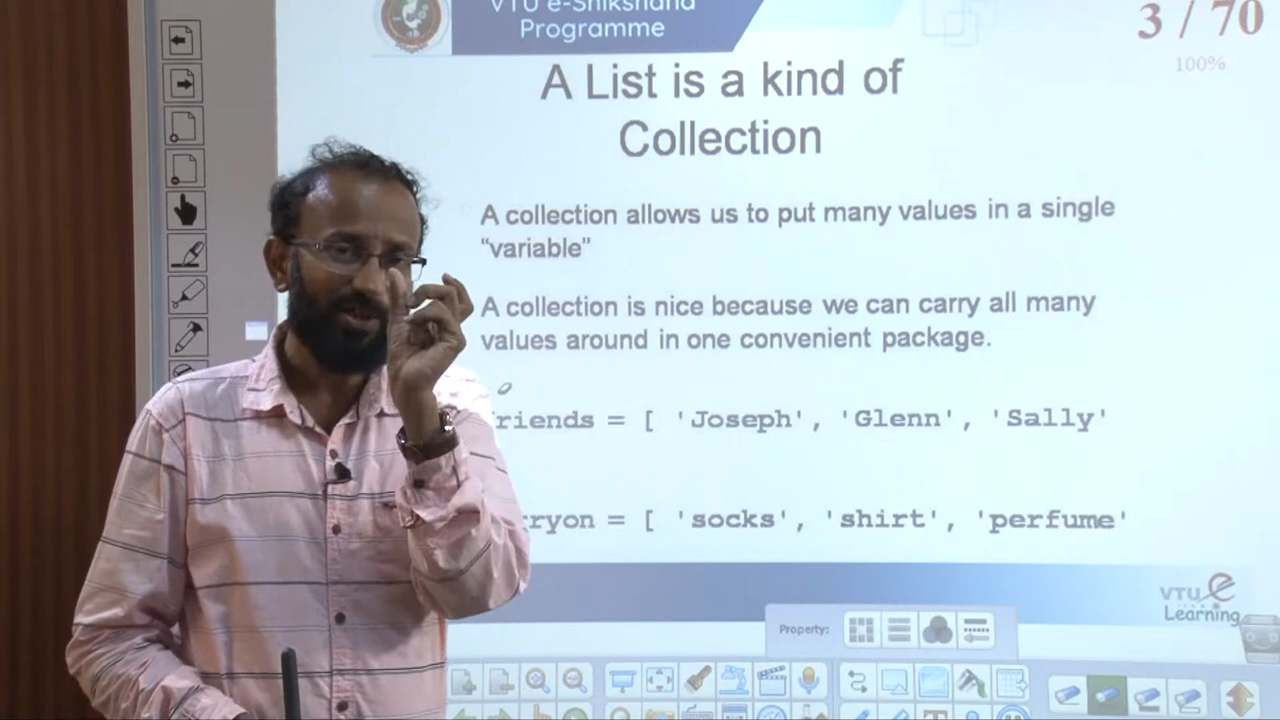 VTU e-Shikshana
Programme
3 / 70
100%
A List is a kind of
Collection
A collection allows us to put many values in a single
“variable”
A collection is nice because we can carry all many
values around in one convenient package.
riends = [ 'Joseph', 'Glenn', 'Sally'
ryon = [ 'socks', 'shirt', 'perfume'
VTU e
Learning
Property: